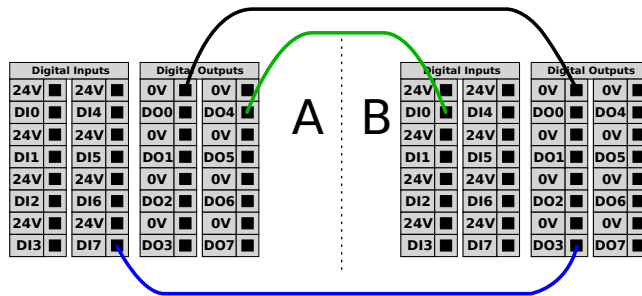 Digital Inputs Digital Outputs Digital Inputs Digital Outputs
24V 24V 0V 0V 24V 24V 0V 0V
DI0 DI4 DO0 DO4 A B DI0 DI4 DO0 DO4
24V 24V 0V 0V 24V 24V 0V 0V
DI1 DI5 DO1 DO5 DI1 DI5 DO1 DO5
24V 24V 0V 0V 24V 24V 0V 0V
DI2 DI6 DO2 DO6 DI2 DI6 DO2 DO6
24V 24V 0V 0V 24V 24V 0V 0V
DI3 DI7 DO3 DO7 DI3 DI7 DO3 DO7